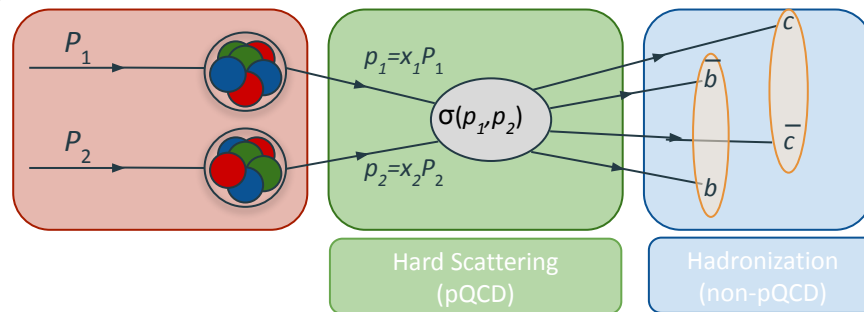 P₁
p₁=x₁P₁
σ(p₁,p₂)
P₂
p₂=x₂P₂
c
b̄
c̄
b
Hard Scattering
(pQCD)
Hadronization
(non-pQCD)